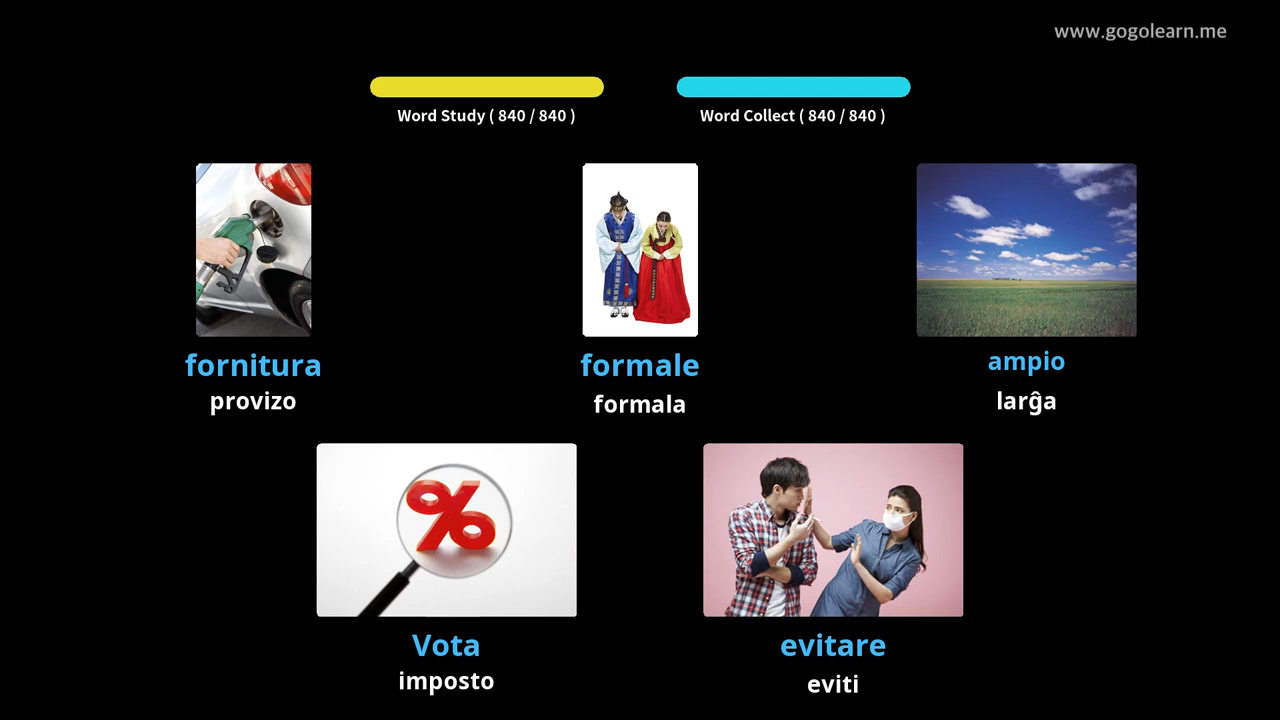 www.gogolearn.me
Word Study ( 840 / 840 )
Word Collect ( 840 / 840 )
fornitura
provizo
formale
formala
ampio
larĝa
Vota
imposto
evitare
eviti